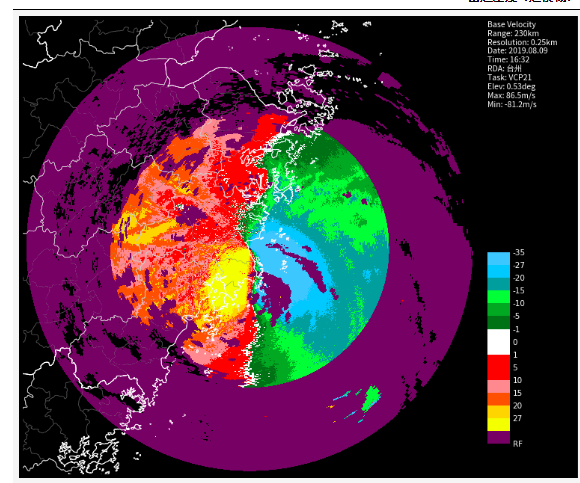 Base Velocity
Range: 230km
Resolution: 0.25km
Date: 2019.08.09
Time: 16:32
RDA: 台州
Task: VCP21
Elev: 0.53deg
Max: 86.5m/s
Min: -81.2m/s
-35
-27
-20
-15
-10
-5
-1
0
1
5
10
15
20
27
RF